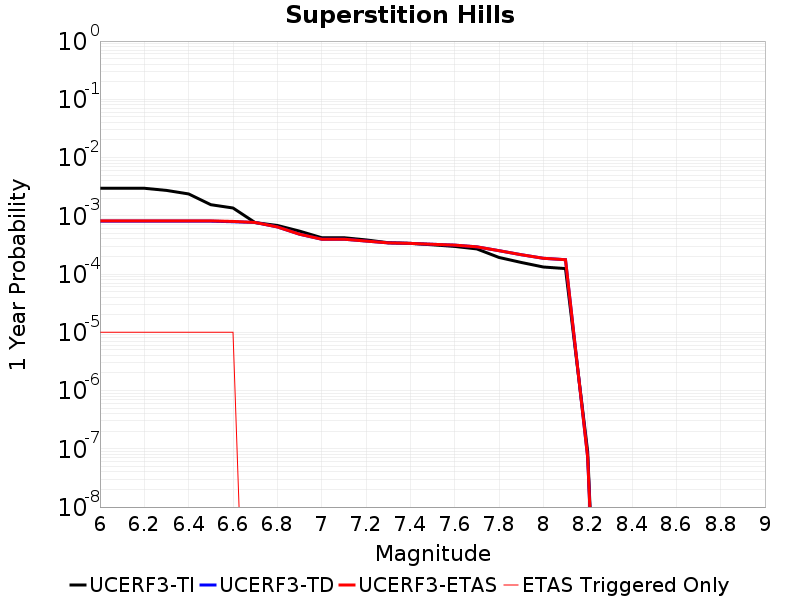 Superstition Hills
1 Year Probability
10^0
10^-1
10^-2
10^-3
10^-4
10^-5
10^-6
10^-7
10^-8
6 6.2 6.4 6.6 6.8 7 7.2 7.4 7.6 7.8 8 8.2 8.4 8.6 8.8 9
Magnitude
UCERF3-TI UCERF3-TD UCERF3-ETAS ETAS Triggered Only